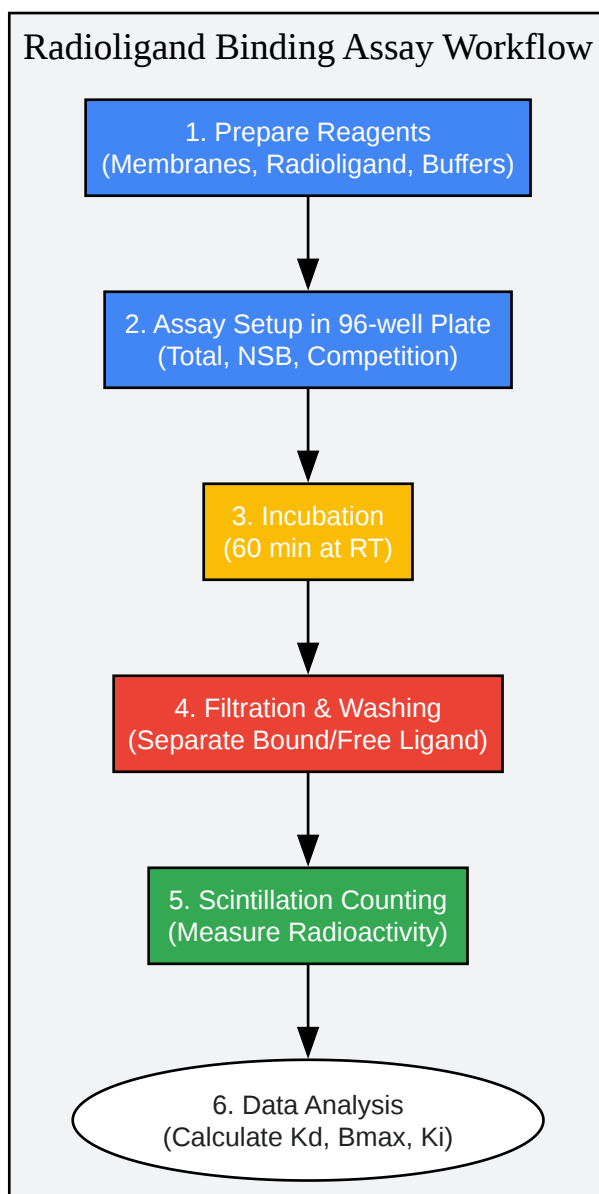 Radioligand Binding Assay Workflow
1. Prepare Reagents
(Membranes, Radioligand, Buffers)
2. Assay Setup in 96-well Plate
(Total, NSB, Competition)
3. Incubation
(60 min at RT)
4. Filtration & Washing
(Separate Bound/Free Ligand)
5. Scintillation Counting
(Measure Radioactivity)
6. Data Analysis
(Calculate Kd, Bmax, Ki)